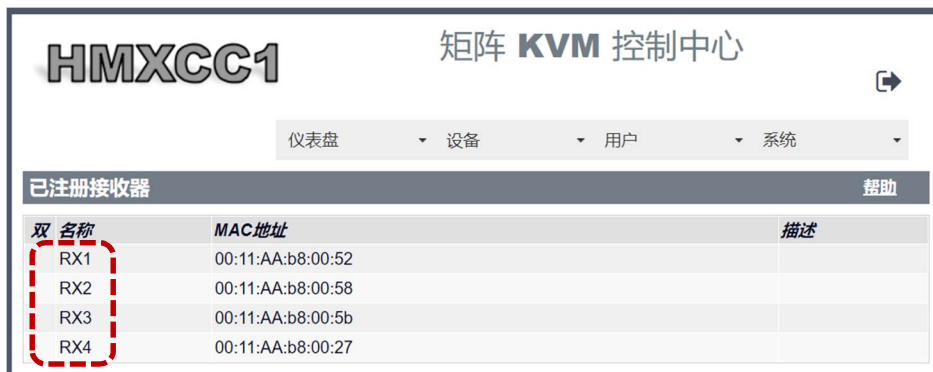 HMXCC1
矩阵 KVM 控制中心
仪表盘 设备 用户 系统
已注册接收器 帮助
双 名称 MAC地址 描述
RX1 00:11:AA:b8:00:52
RX2 00:11:AA:b8:00:58
RX3 00:11:AA:b8:00:5b
RX4 00:11:AA:b8:00:27